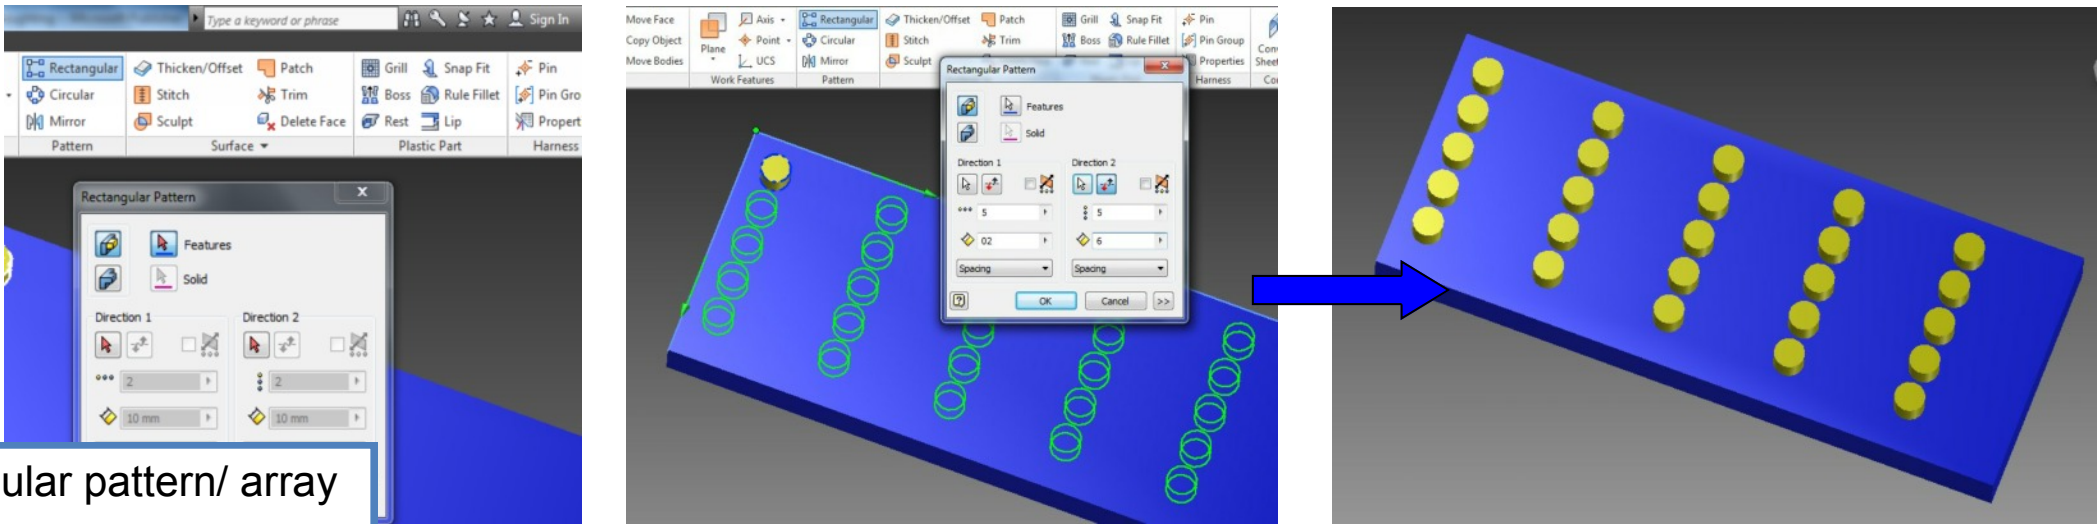 Type a keyword or phrase
Sign In
Rectangular
Thicken/Offset
Patch
Grill
Snap Fit
Pin
Circular
Stitch
Trim
Boss
Rule Fillet
Pin Gro
Mirror
Sculpt
Delete Face
Rest
Lip
Propert
Pattern
Surface
Plastic Part
Harness
Rectangular Pattern
Features
Solid
Direction 1
Direction 2
2
2
10 mm
10 mm
ular pattern/ array
Move Face
Axis
Rectangular
Thicken/Offset
Patch
Grill
Snap Fit
Pin
Copy Object
Plane
Point
Circular
Stitch
Trim
Boss
Rule Fillet
Pin Group
Move Bodies
UCS
Mirror
Sculpt
Properties
Work Features
Pattern
Harness
Rectangular Pattern
Features
Solid
Direction 1
Direction 2
5
5
02
6
Spacing
Spacing
OK
Cancel
>>